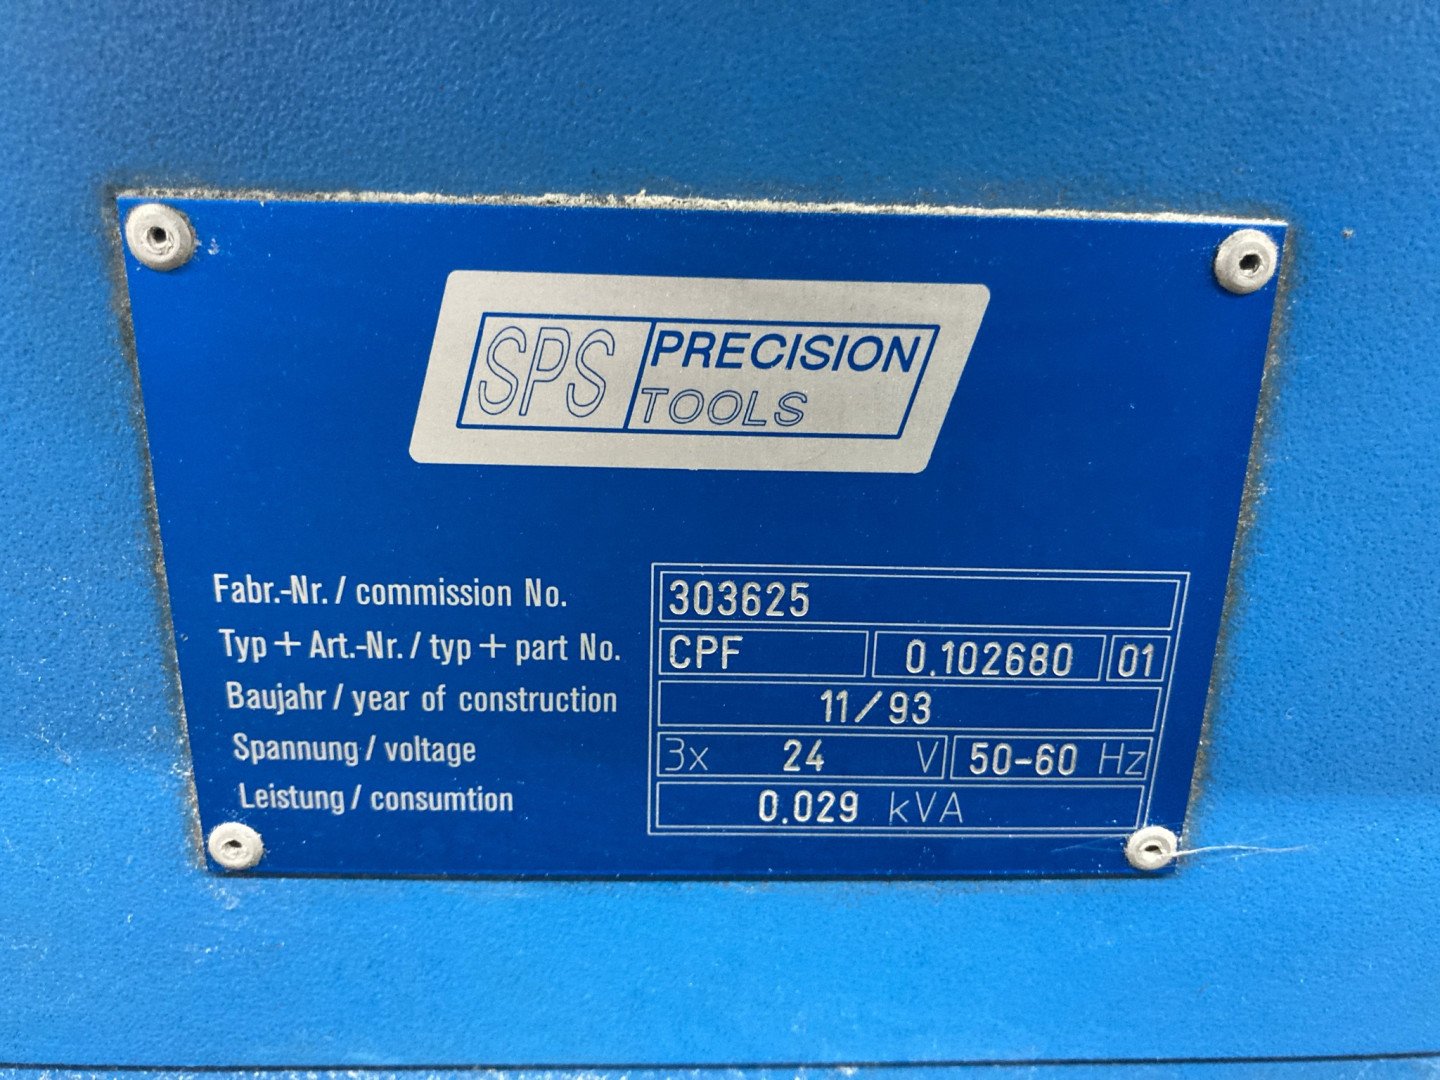 SPS PRECISION
TOOLS
Fabr.-Nr. / commission No. 303625
Typ + Art.-Nr. / typ + part No. CPF 0.102680 01
Baujahr / year of construction 11/93
Spannung / voltage 3x 24 V 50-60 Hz
Leistung / consumtion 0.029 kVA